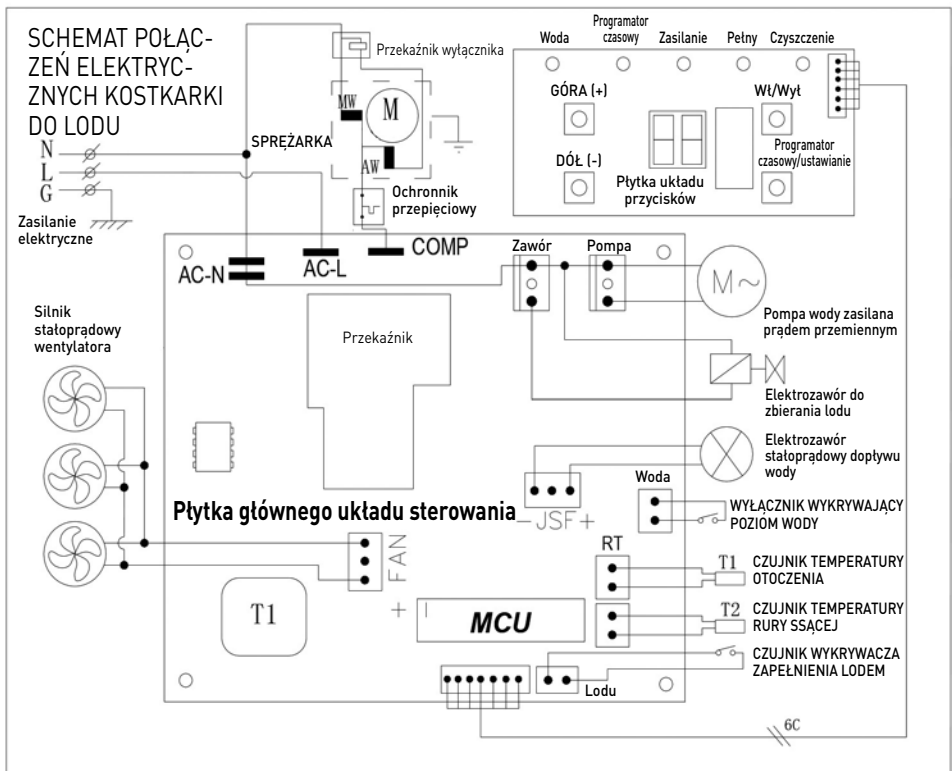 SCHEMAT POŁĄC-
ZEŃ ELEKTRYC-
ZNYCH KOSTKARKI
DO LODU
N
L
G
Zasilanie
elektryczne
SPRĘŻARKA
Przekaźnik wyłącznika
MW
M
AW
Ochronnik
przepięciowy
Woda
Programator
czasowy
Zasilanie
Pełny
Czyszczenie
GÓRA (+)
Wł/Wył
DÓŁ (-)
Programator
czasowy/ustawianie
Płytka układu
przycisków
AC-N
AC-L
COMP
Zawór
Pompa
M~
Pompa wody zasilana
prądem przemiennym
Silnik
stałoprądowy
wentylatora
Przekaźnik
Elektrozawór do
zbierania lodu
Elektrozawór
stałoprądowy dopływu
wody
Płytka głównego układu sterowania
-JSF+
Woda
WYŁĄCZNIK WYKRYWAJĄCY
POZIOM WODY
FAN
RT
T1
CZUJNIK TEMPERATURY
OTOCZENIA
T1
+
MCU
T2
CZUJNIK TEMPERATURY
RURY SSĄCEJ
CZUJNIK WYKRYWACZA
ZAPEŁNIENIA LODEM
Lodu
6C